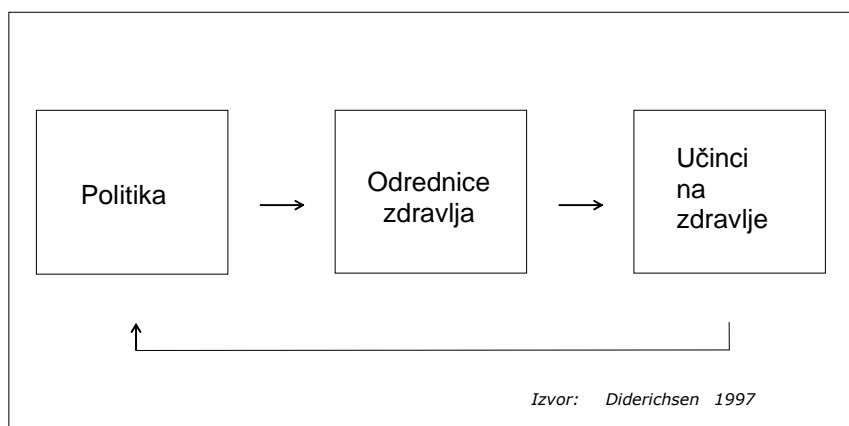 Politika
Odrednice
zdravlja
Učinci
na
zdravlje
Izvor: Diderichsen 1997